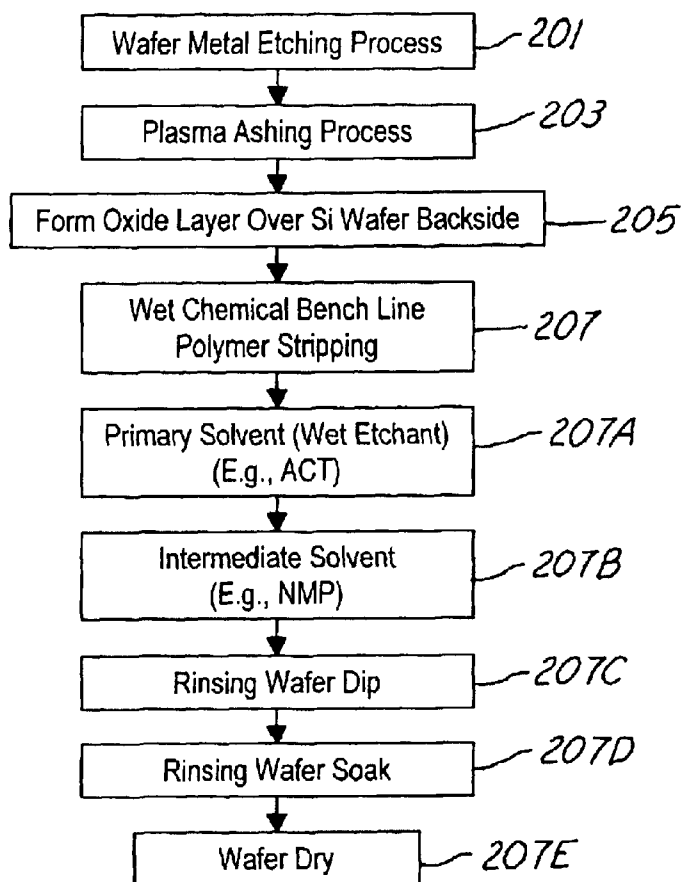 Wafer Metal Etching Process 201
Plasma Ashing Process 203
Form Oxide Layer Over Si Wafer Backside 205
Wet Chemical Bench Line
Polymer Stripping 207
Primary Solvent (Wet Etchant) 207A
(E.g., ACT)
Intermediate Solvent 207B
(E.g., NMP)
Rinsing Wafer Dip 207C
Rinsing Wafer Soak 207D
Wafer Dry 207E